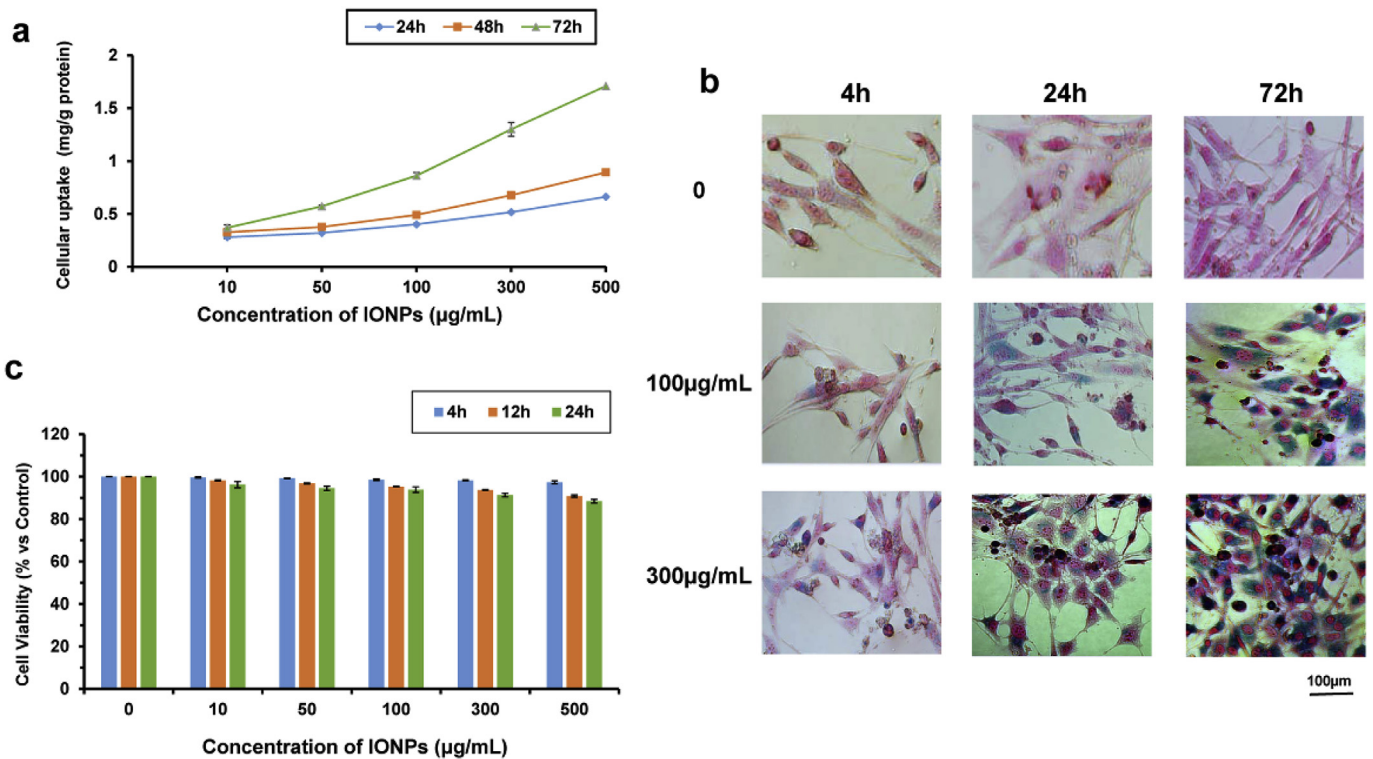 a
24h 48h 72h
Cellular uptake (mg/g protein)
2
1.5
1
0.5
0
10 50 100 300 500
Concentration of IONPs (µg/mL)
b
4h 24h 72h
0
100µg/mL
300µg/mL
100µm
c
4h 12h 24h
Cell Viability (% vs Control)
120
100
80
60
40
20
0
0 10 50 100 300 500
Concentration of IONPs (µg/mL)